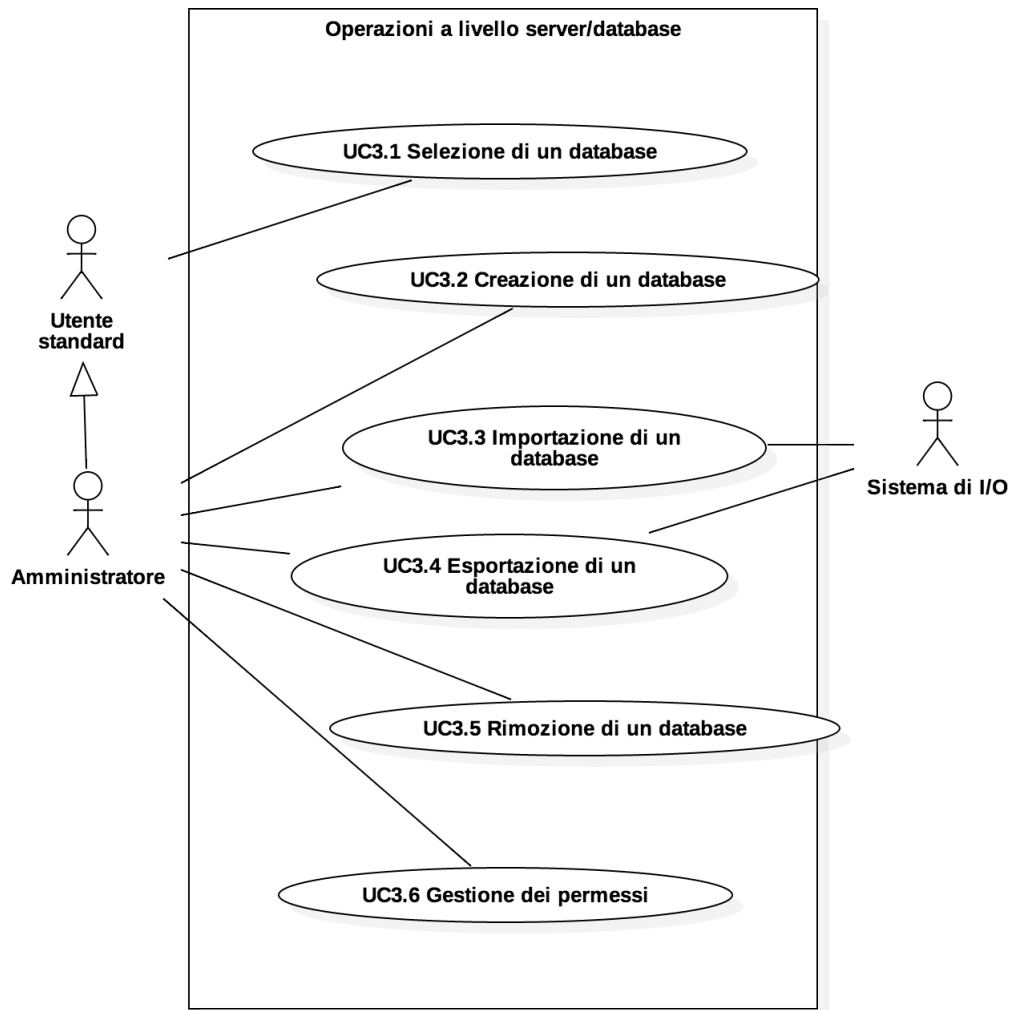 Operazioni a livello server/database
UC3.1 Selezione di un database
UC3.2 Creazione di un database
Utente
standard
UC3.3 Importazione di un
database
Sistema di I/O
UC3.4 Esportazione di un
database
Amministratore
UC3.5 Rimozione di un database
UC3.6 Gestione dei permessi